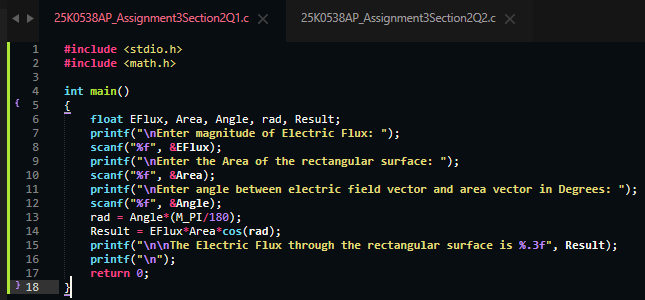 25K0538AP_Assignment3Section2Q1.c 25K0538AP_Assignment3Section2Q2.c
1 #include <stdio.h>
2 #include <math.h>
3
4 int main()
{ 5 {
6 float EFlux, Area, Angle, rad, Result;
7 printf("\nEnter magnitude of Electric Flux: ");
8 scanf("%f", &EFlux);
9 printf("\nEnter the Area of the rectangular surface: ");
10 scanf("%f", &Area);
11 printf("\nEnter angle between electric field vector and area vector in Degrees: ");
12 scanf("%f", &Angle);
13 rad = Angle*(M_PI/180);
14 Result = EFlux*Area*cos(rad);
15 printf("\n\nThe Electric Flux through the rectangular surface is %.3f", Result);
16 printf("\n");
17 return 0;
} 18 }